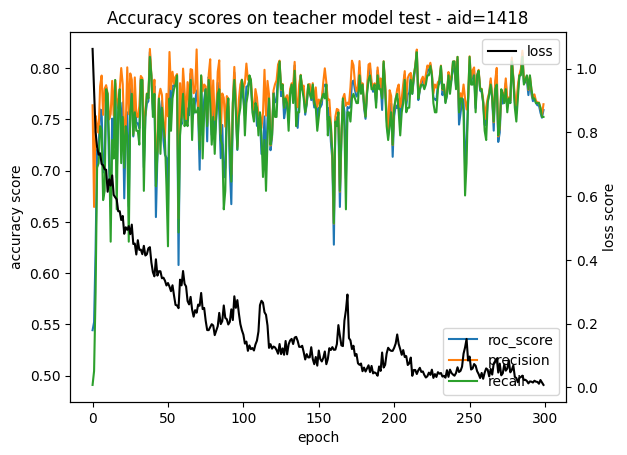 Accuracy scores on teacher model test - aid=1418
accuracy score
0.80
0.75
0.70
0.65
0.60
0.55
0.50
loss
1.0
0.8
0.6
0.4
0.2
0.0
loss score
roc_score
precision
recall
0
50
100
150
200
250
300
epoch